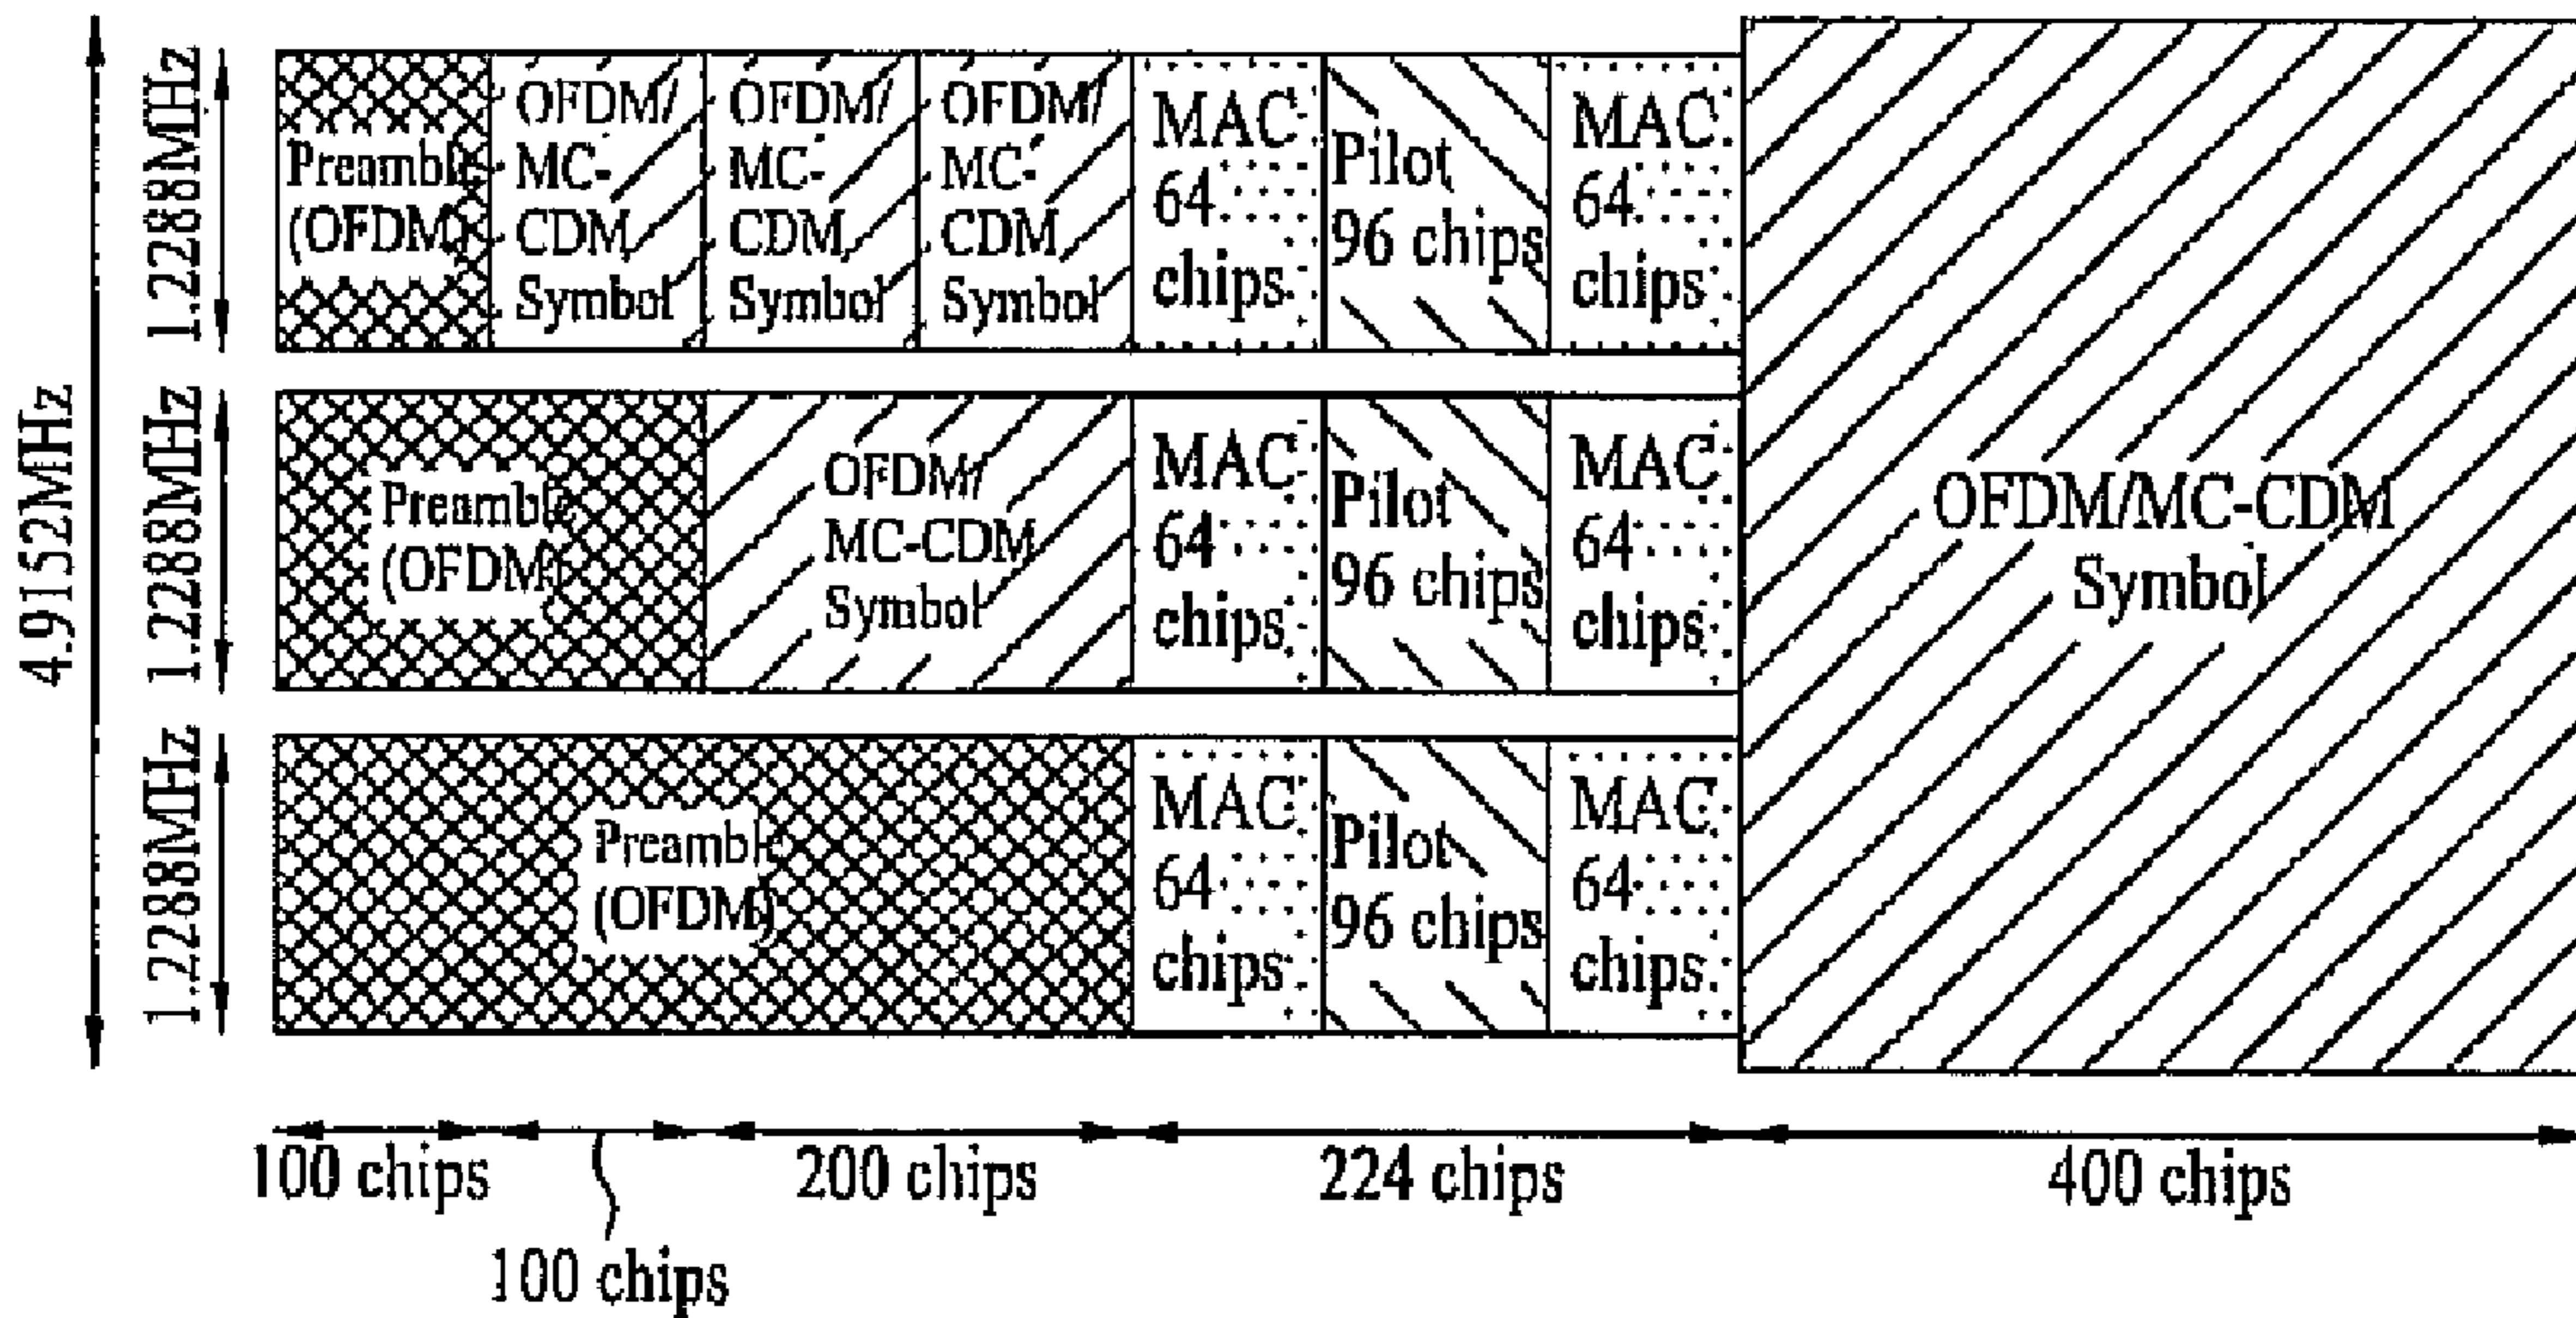 4.9152MHz
1.2288MHz
Preamble
(OFDM)
OFDM/
MC-
CDM
Symbol
OFDM/
MC-
CDM
Symbol
OFDM/
MC-
CDM
Symbol
MAC
64
chips
Pilot
96 chips
MAC
64
chips
1.2288MHz
Preamble
(OFDM)
OFDM/
MC-CDM
Symbol
MAC
64
chips
Pilot
96 chips
MAC
64
chips
OFDM/MC-CDM
Symbol
1.2288MHz
Preamble
(OFDM)
MAC
64
chips
Pilot
96 chips
MAC
64
chips
100 chips
100 chips
200 chips
224 chips
400 chips